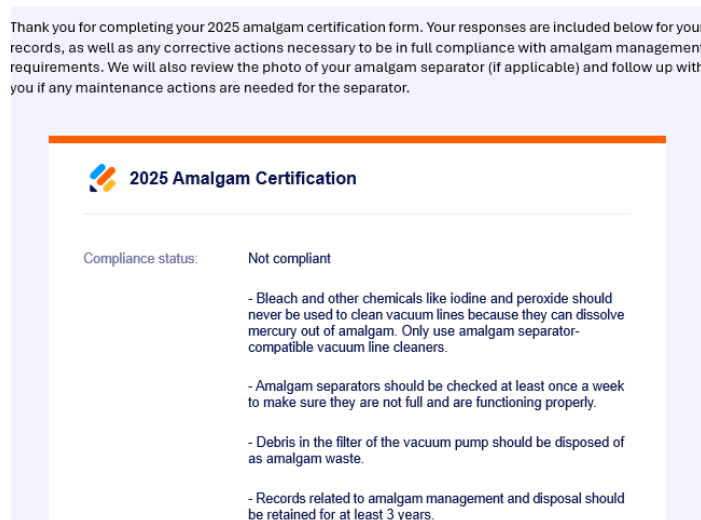 Thank you for completing your 2025 amalgam certification form. Your responses are included below for your
records, as well as any corrective actions necessary to be in full compliance with amalgam management
requirements. We will also review the photo of your amalgam separator (if applicable) and follow up with
you if any maintenance actions are needed for the separator.
2025 Amalgam Certification
Compliance status: Not compliant
- Bleach and other chemicals like iodine and peroxide should
never be used to clean vacuum lines because they can dissolve
mercury out of amalgam. Only use amalgam separator-
compatible vacuum line cleaners.
- Amalgam separators should be checked at least once a week
to make sure they are not full and are functioning properly.
- Debris in the filter of the vacuum pump should be disposed of
as amalgam waste.
- Records related to amalgam management and disposal should
be retained for at least 3 years.